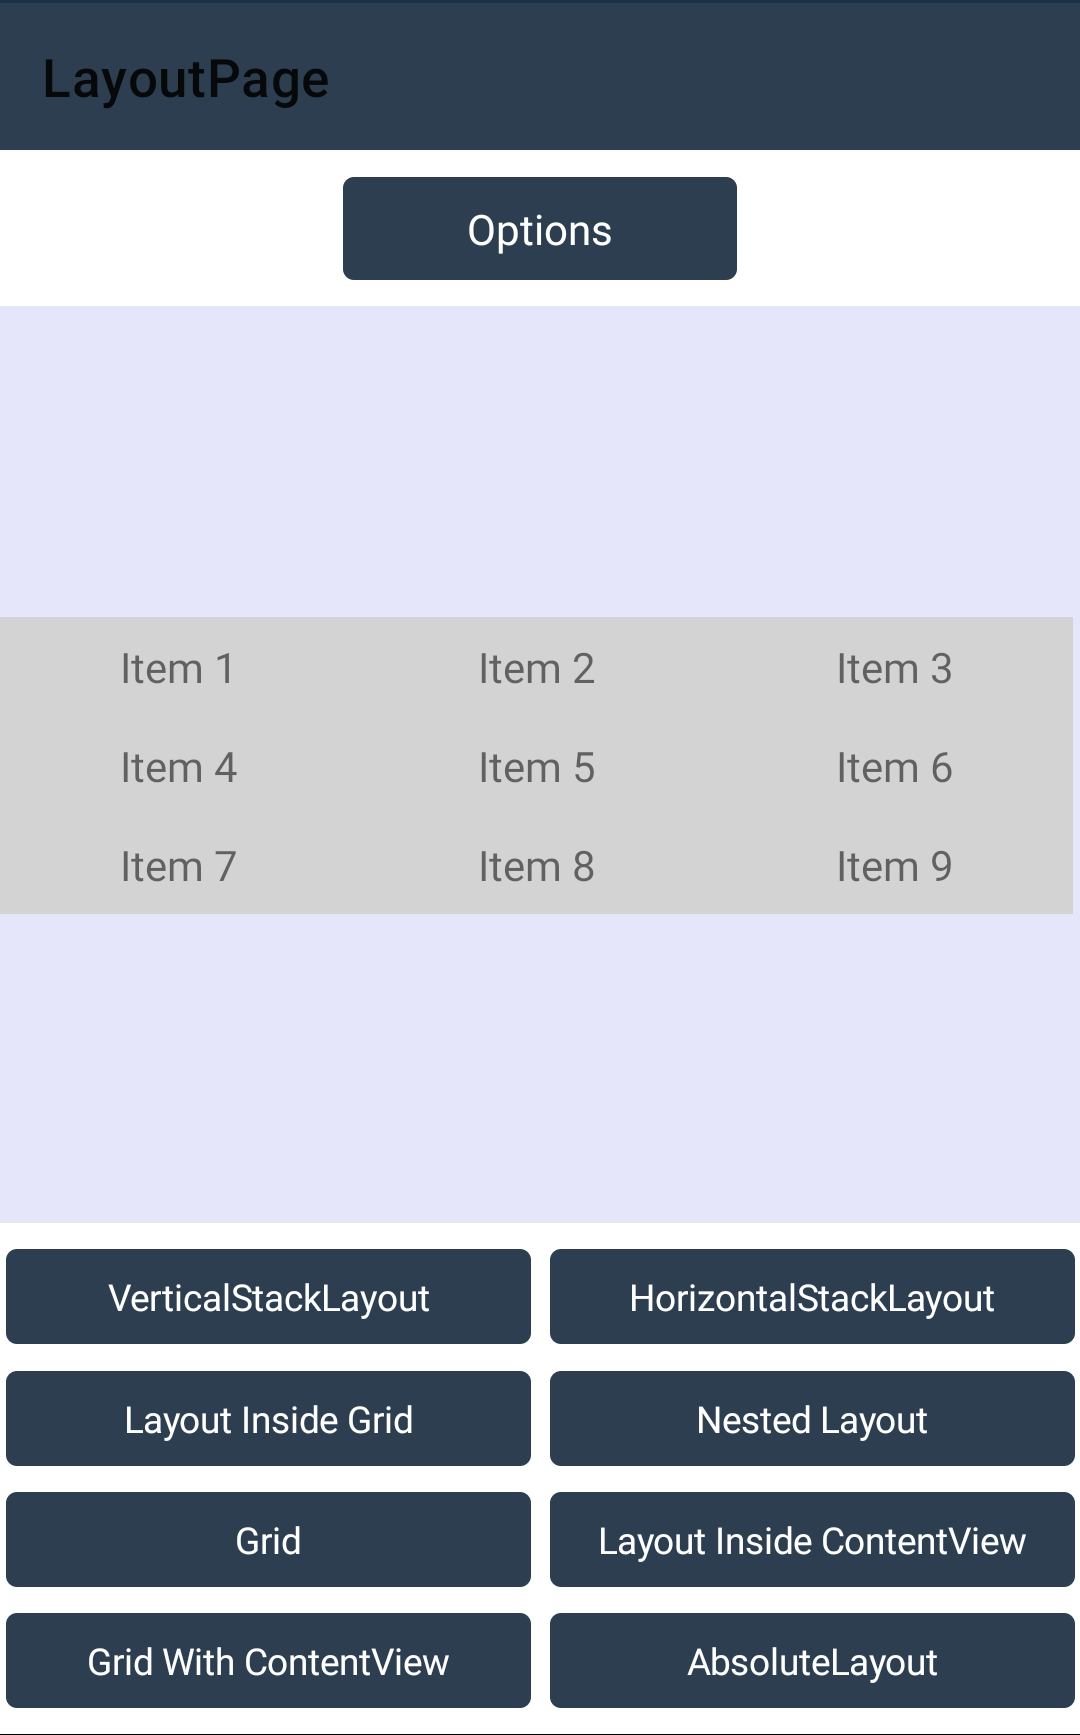 LayoutPage
Options
Item 1 Item 2 Item 3
Item 4 Item 5 Item 6
Item 7 Item 8 Item 9
VerticalStackLayout HorizontalStackLayout
Layout Inside Grid Nested Layout
Grid Layout Inside ContentView
Grid With ContentView AbsoluteLayout